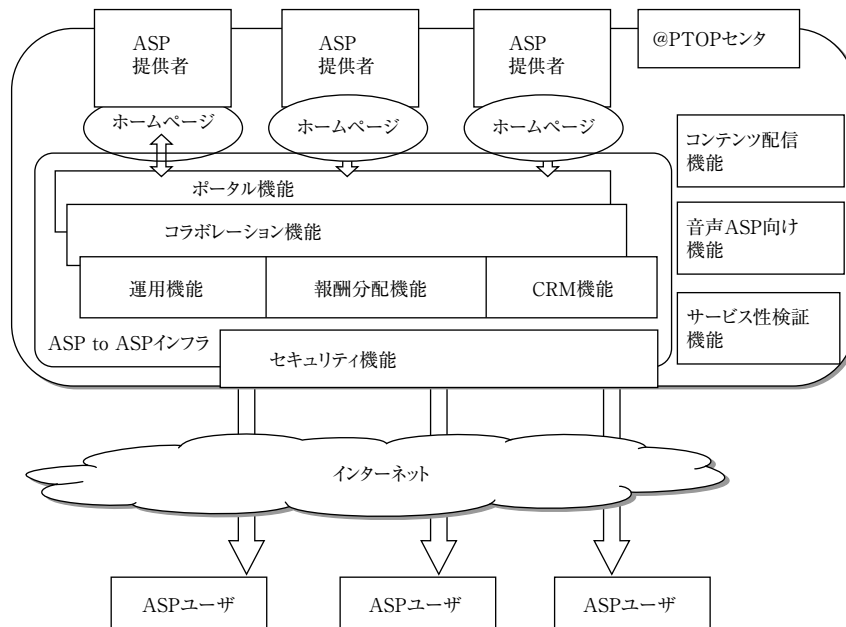 ASP
提供者
ASP
提供者
ASP
提供者
@PTOPセンタ
ホームページ
ホームページ
ホームページ
コンテンツ配信
機能
ポータル機能
コラボレーション機能
音声ASP向け
機能
運用機能
報酬分配機能
CRM機能
サービス性検証
機能
ASP to ASPインフラ
セキュリティ機能
インターネット
ASPユーザ
ASPユーザ
ASPユーザ